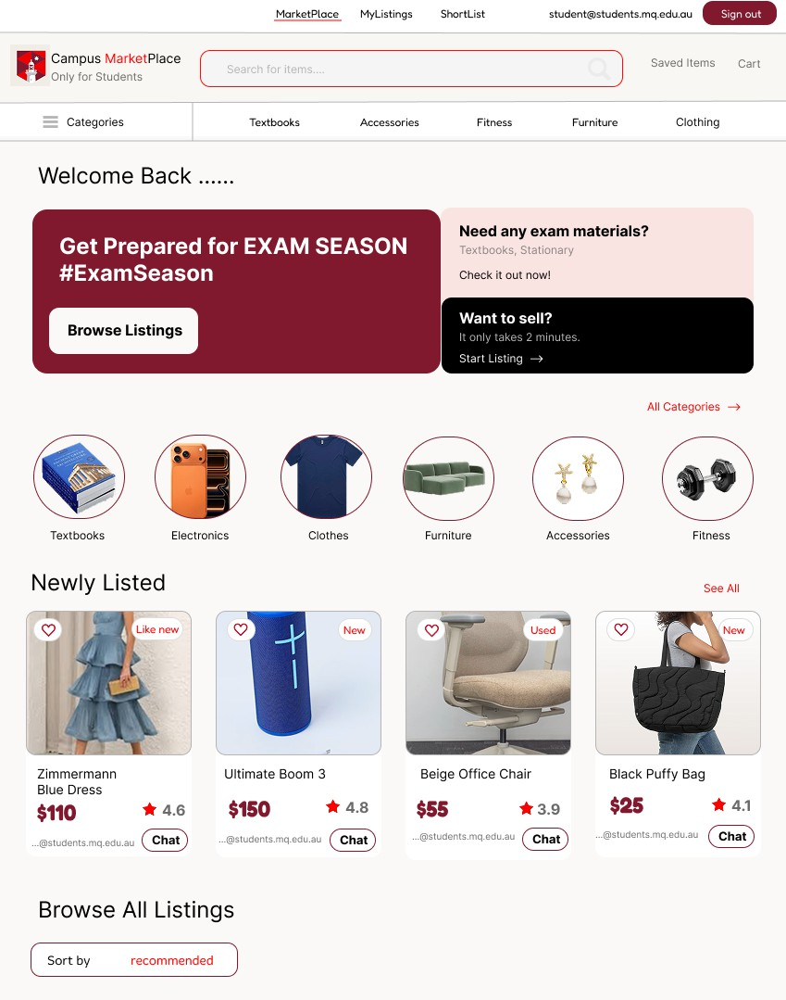 MarketPlace MyListings ShortList student@students.mq.edu.au Sign out
Campus MarketPlace
Only for Students
Search for items....
Saved Items Cart
Categories Textbooks Accessories Fitness Furniture Clothing
Welcome Back ......
Get Prepared for EXAM SEASON
#ExamSeason
Browse Listings
Need any exam materials?
Textbooks, Stationary
Check it out now!
Want to sell?
It only takes 2 minutes.
Start Listing →
All Categories →
Textbooks Electronics Clothes Furniture Accessories Fitness
Newly Listed
See All
Like new New Used New
Zimmermann
Blue Dress
$110 4.6
...@students.mq.edu.au Chat
Ultimate Boom 3
$150 4.8
...@students.mq.edu.au Chat
Beige Office Chair
$55 3.9
...@students.mq.edu.au Chat
Black Puffy Bag
$25 4.1
...@students.mq.edu.au Chat
Browse All Listings
Sort by recommended